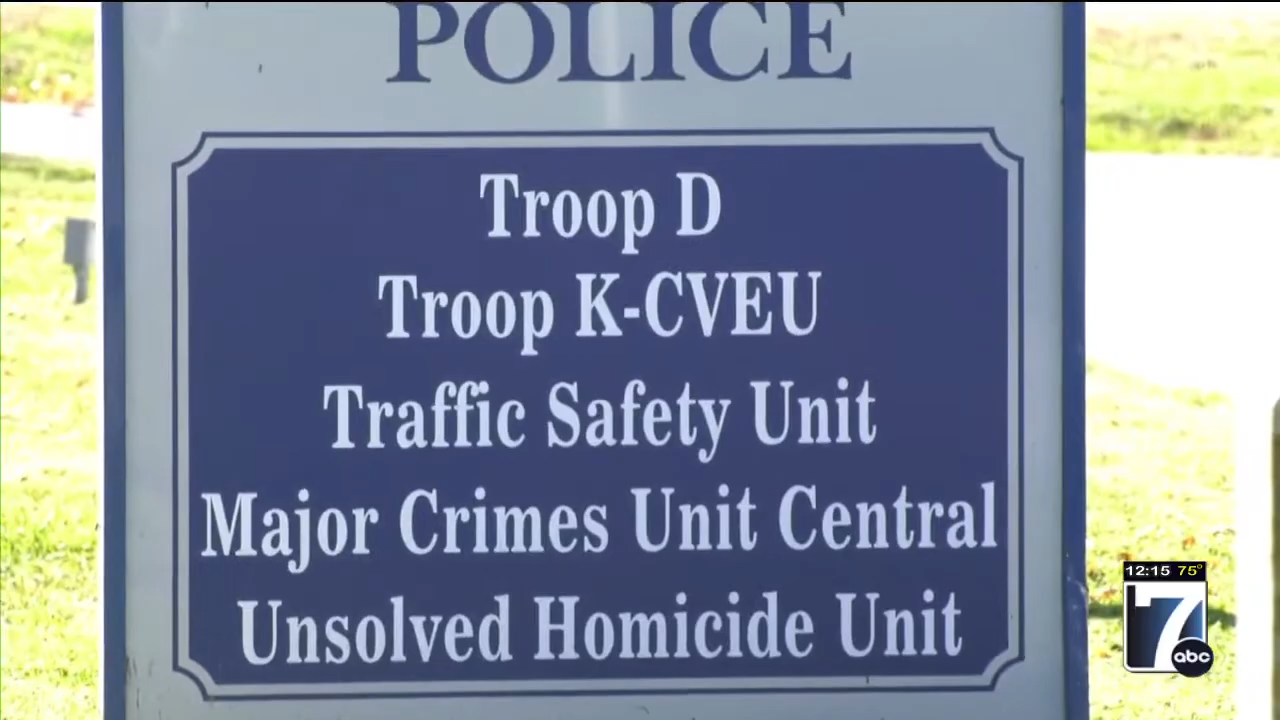 POLICE
Troop D
Troop K-CVEU
Traffic Safety Unit
Major Crimes Unit Central
Unsolved Homicide Unit
12:15 75°
7
abc